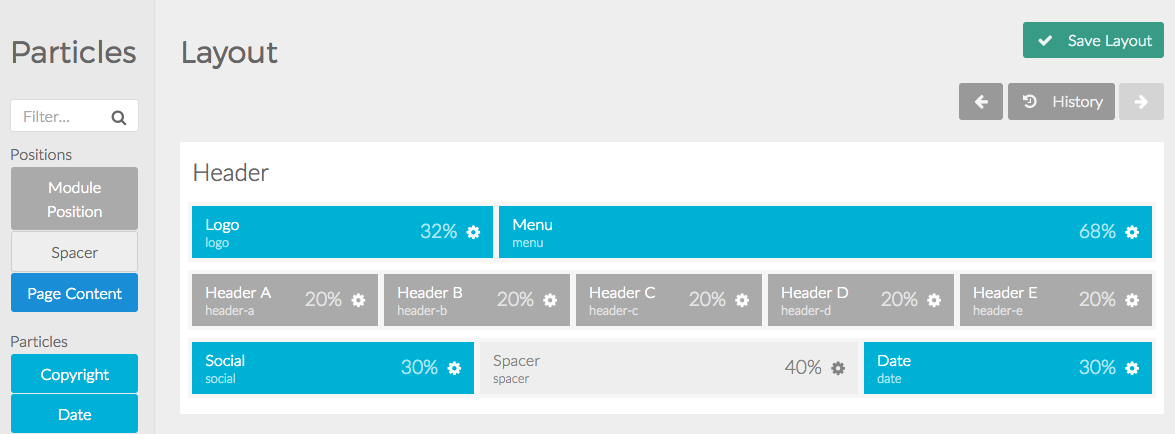 Particles
Filter...
Positions
Module
Position
Spacer
Page Content
Particles
Copyright
Date
Layout
Save Layout
History
Header
Logo 32%
logo
Menu 68%
menu
Header A 20%
header-a
Header B 20%
header-b
Header C 20%
header-c
Header D 20%
header-d
Header E 20%
header-e
Social 30%
social
Spacer 40%
spacer
Date 30%
date